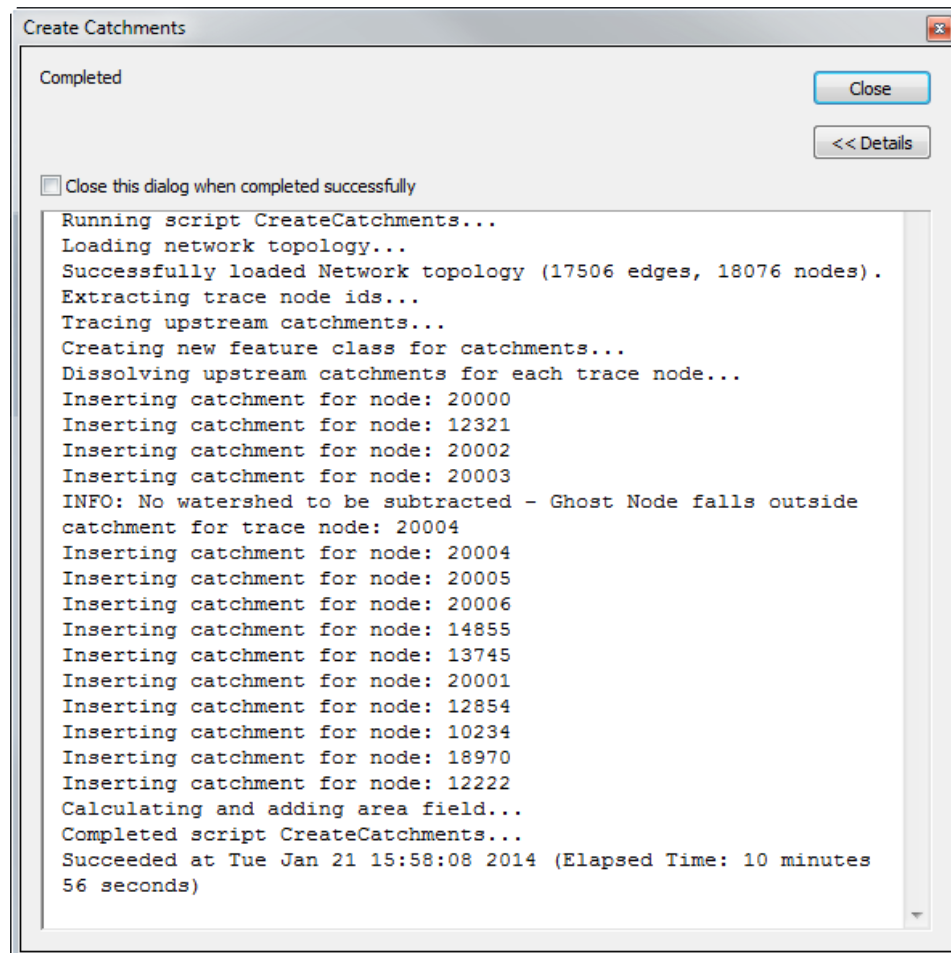 Create Catchments
Completed
Close
<< Details
Close this dialog when completed successfully
Running script CreateCatchments...
Loading network topology...
Successfully loaded Network topology (17506 edges, 18076 nodes).
Extracting trace node ids...
Tracing upstream catchments...
Creating new feature class for catchments...
Dissolving upstream catchments for each trace node...
Inserting catchment for node: 20000
Inserting catchment for node: 12321
Inserting catchment for node: 20002
Inserting catchment for node: 20003
INFO: No watershed to be subtracted - Ghost Node falls outside
catchment for trace node: 20004
Inserting catchment for node: 20004
Inserting catchment for node: 20005
Inserting catchment for node: 20006
Inserting catchment for node: 14855
Inserting catchment for node: 13745
Inserting catchment for node: 20001
Inserting catchment for node: 12854
Inserting catchment for node: 10234
Inserting catchment for node: 18970
Inserting catchment for node: 12222
Calculating and adding area field...
Completed script CreateCatchments...
Succeeded at Tue Jan 21 15:58:08 2014 (Elapsed Time: 10 minutes
56 seconds)